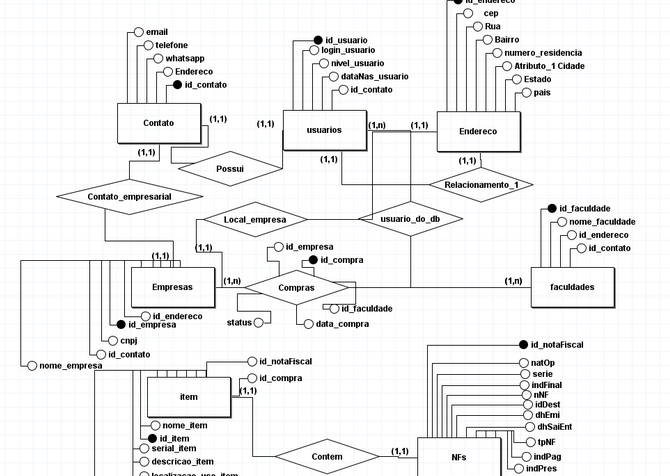 id_endereco
cep
Rua
Bairro
numero_residencia
Atributo_1 Cidade
Estado
pais
email
telefone
whatsapp
Endereco
id_contato
id_usuario
login_usuario
nivel_usuario
dataNas_usuario
id_contato
Contato
(1,1)
(1,1)
usuarios
(1,n)
(1,1)
Endereco
(1,1)
(1,1)
(1,1)
Possui
Relacionamento_1
Contato_empresarial
Local_empresa
usuario_do_db
id_faculdade
nome_faculdade
id_endereco
id_contato
(1,1)
(1,1)
id_empresa
id_compra
Empresas
(1,n)
Compras
(1,n)
faculdades
id_faculdade
status
data_compra
id_endereco
id_empresa
cnpj
id_contato
nome_empresa
id_notaFiscal
id_compra
(1,1)
item
nome_item
id_item
serial_item
descricao_item
localizacao_uso_item
id_notaFiscal
natOp
serie
indFinal
nNF
idDest
dhEmi
dhSaiEnt
tpNF
indPag
indPres
Contem
(1,1)
NFs